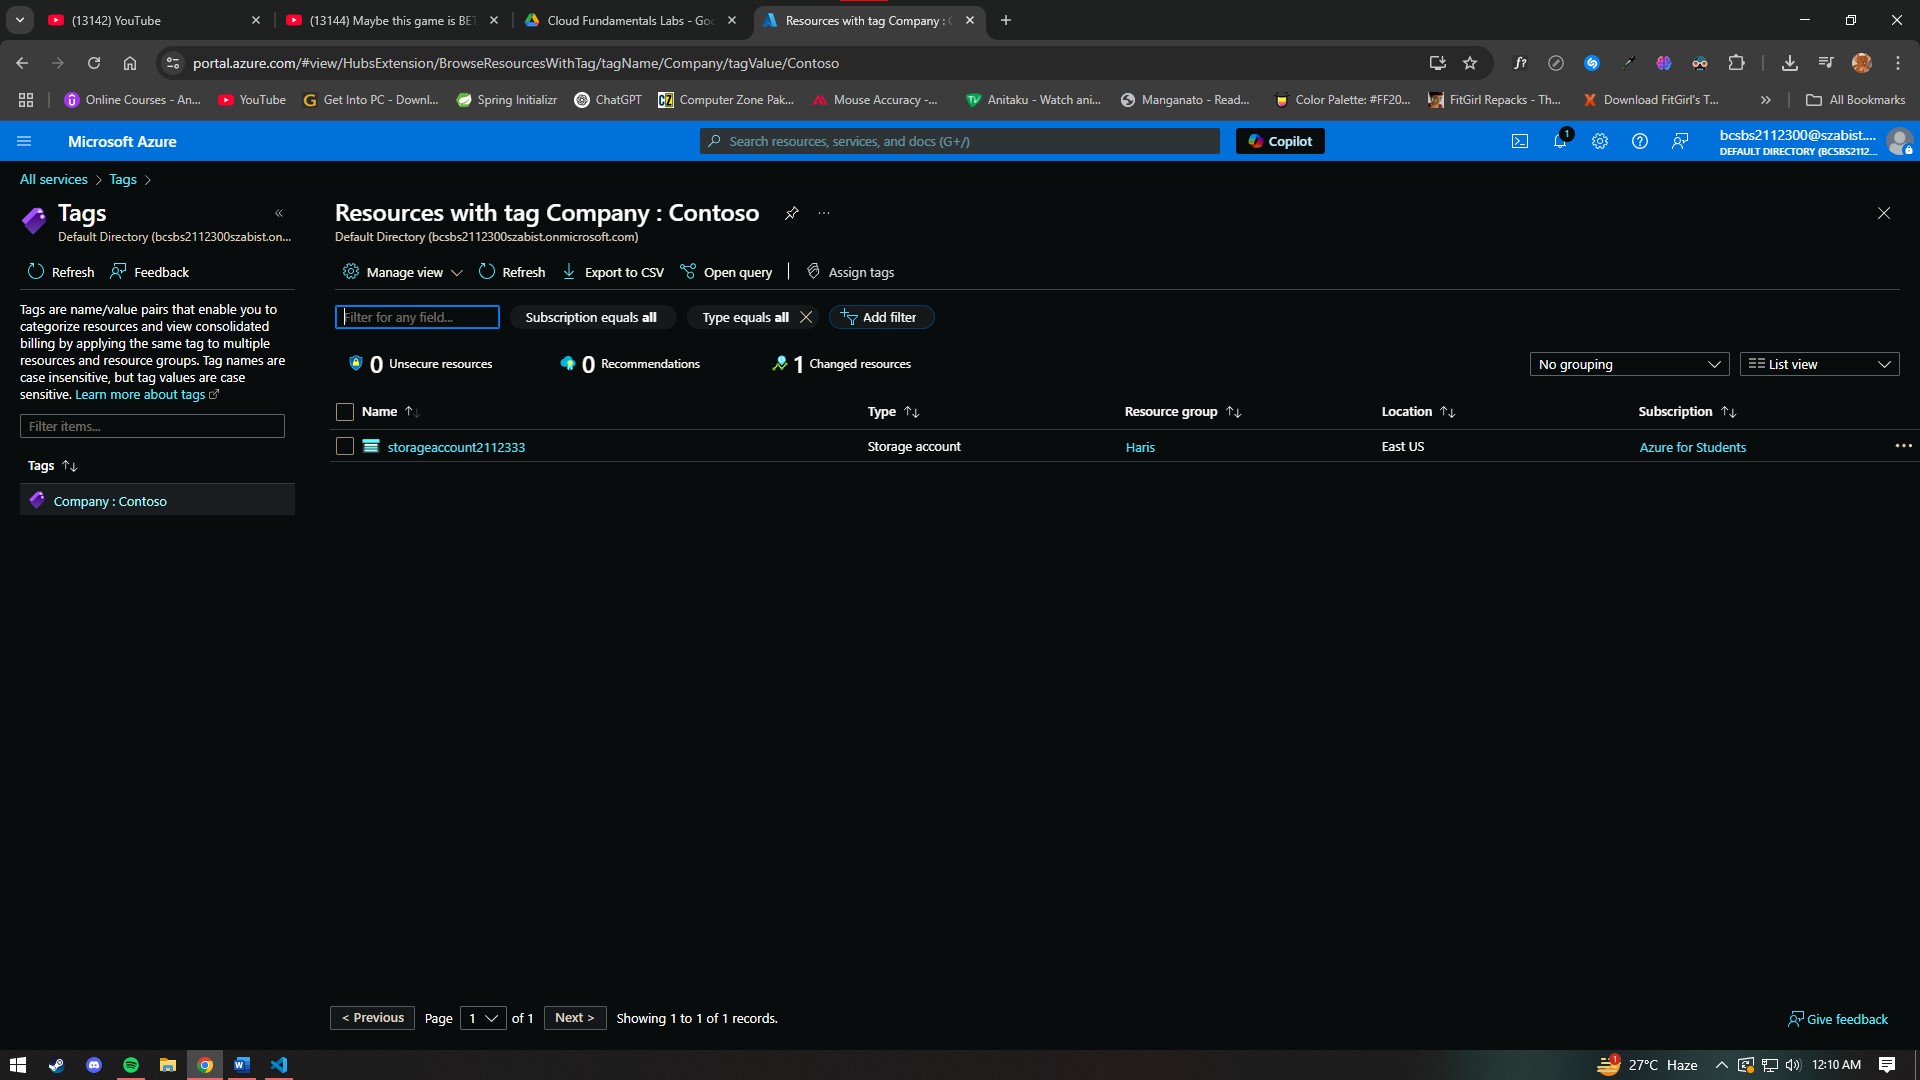 (13142) YouTube
(13144) Maybe this game is BET
Cloud Fundamentals Labs - Goo
Resources with tag Company : C
portal.azure.com/#view/HubsExtension/BrowseResourcesWithTag/tagName/Company/tagValue/Contoso
f?
Online Courses - An...
YouTube
G
Get Into PC - Downl...
Spring Initializr
ChatGPT
CZ
Computer Zone Pak...
Mouse Accuracy -...
Anitaku - Watch ani...
Manganato - Read...
Color Palette: #FF20...
FitGirl Repacks - Th...
X
Download FitGirl's T...
All Bookmarks
Microsoft Azure
Search resources, services, and docs (G+/)
Copilot
1
bcsbs2112300@szabist....
DEFAULT DIRECTORY (BCSBS2112...
All services > Tags >
Tags
Default Directory (bcsbs2112300szabist.on...
Refresh
Feedback
Tags are name/value pairs that enable you to
categorize resources and view consolidated
billing by applying the same tag to multiple
resources and resource groups. Tag names are
case insensitive, but tag values are case
sensitive. Learn more about tags
Filter items...
Tags
Company : Contoso
Resources with tag Company : Contoso
Default Directory (bcsbs2112300szabist.onmicrosoft.com)
Manage view
Refresh
Export to CSV
Open query
Assign tags
Filter for any field...
Subscription equals all
Type equals all
Add filter
0 Unsecure resources
0 Recommendations
1 Changed resources
No grouping
List view
Name
Type
Resource group
Location
Subscription
storageaccount2112333
Storage account
Haris
East US
Azure for Students
< Previous
Page
1
of 1
Next >
Showing 1 to 1 of 1 records.
Give feedback
W
1
27°C Haze
12:10 AM